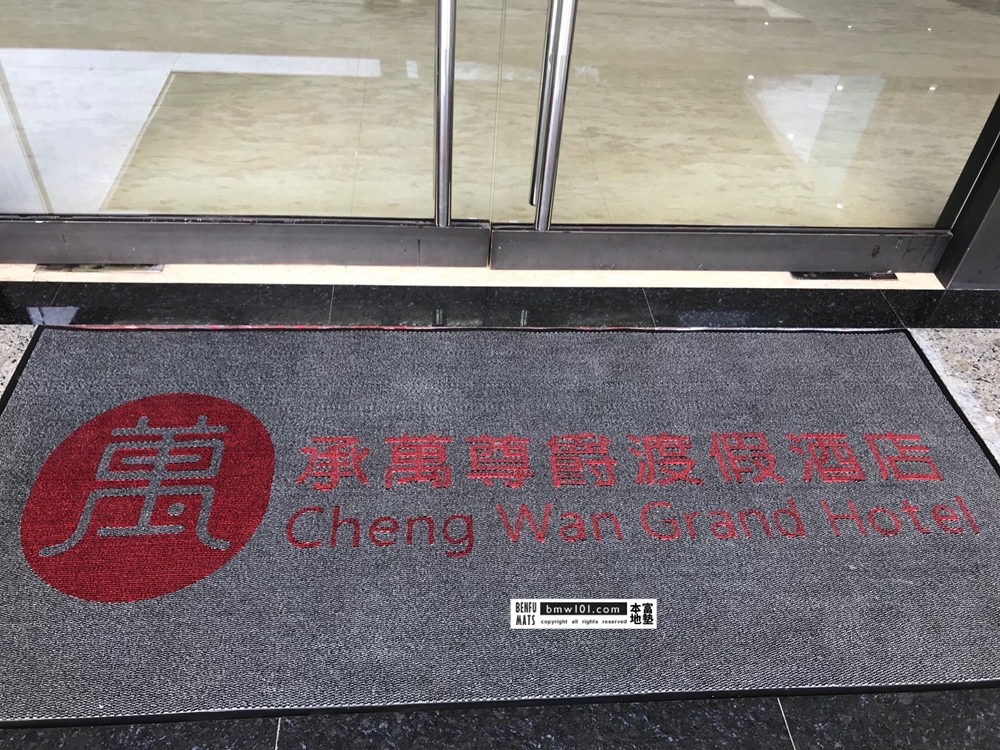 萬
承萬尊爵渡假酒店
Cheng Wan Grand Hotel
BENFU MATS
bmw101.com
copyright all rights reserved
本富地墊